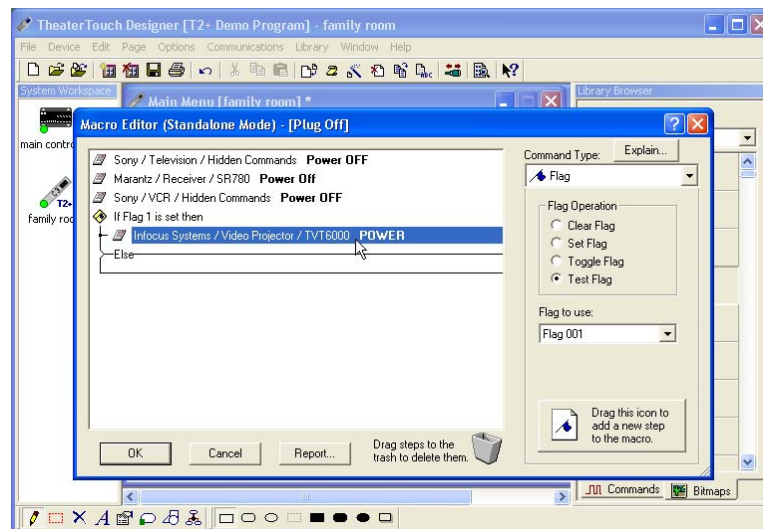 TheaterTouch Designer [T2+ Demo Program] - family room
File Device Edit Page Options Communications Library Window Help
System Workspace
Main Menu [family room] *
Library Browser
Macro Editor (Standalone Mode) - [Plug Off]
main contro
T2+
family roo
Sony / Television / Hidden Commands Power OFF
Marantz / Receiver / SR780 Power Off
Sony / VCR / Hidden Commands Power OFF
If Flag 1 is set then
Infocus Systems / Video Projector / TVT6000 POWER
Else
Command Type:
Explain...
Flag
Flag Operation
Clear Flag
Set Flag
Toggle Flag
Test Flag
Flag to use:
Flag 001
Drag this icon to
add a new step
to the macro.
OK
Cancel
Report...
Drag steps to the
trash to delete them.
Commands
Bitmaps